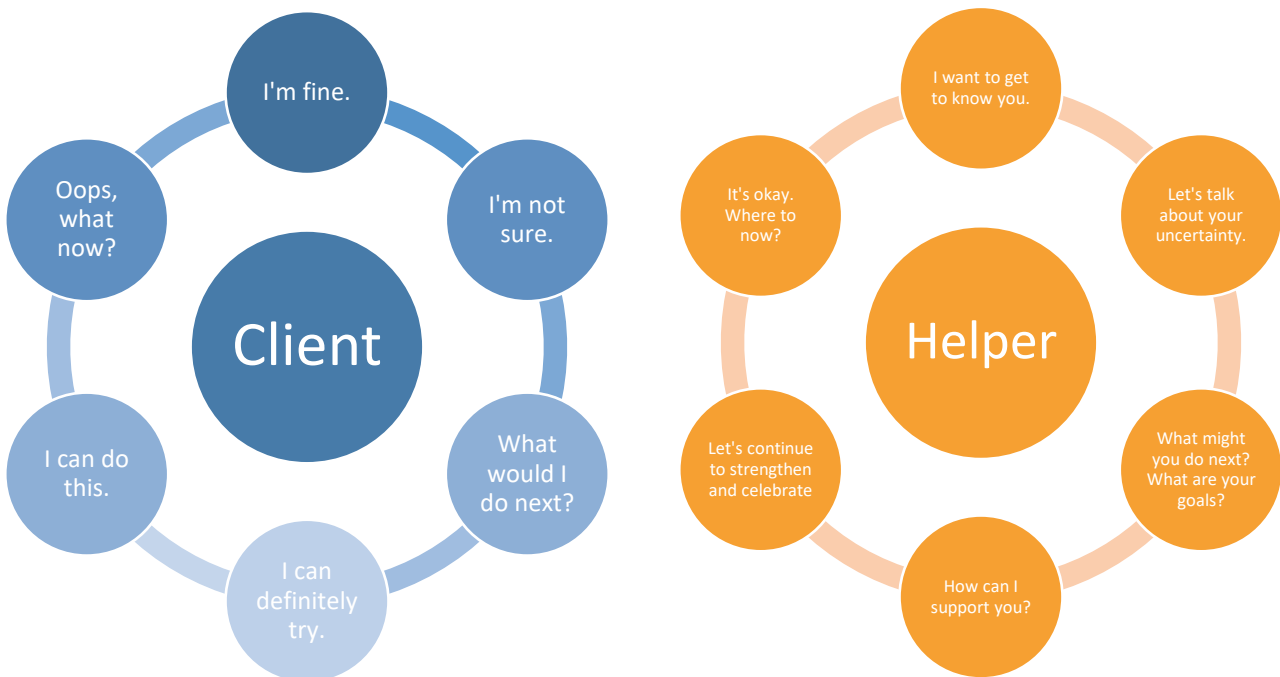 I'm fine.
I'm not
sure.
What
would I
do next?
I can
definitely
try.
I can do
this.
Oops,
what
now?
Client
I want to get
to know you.
Let's talk
about your
uncertainty.
What might
you do next?
What are your
goals?
How can I
support you?
Let's continue
to strengthen
and celebrate
It's okay.
Where to
now?
Helper